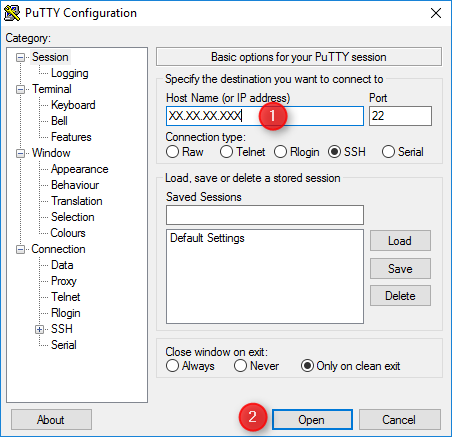 PuTTY Configuration
Category:
Session
Logging
Terminal
Keyboard
Bell
Features
Window
Appearance
Behaviour
Translation
Selection
Colours
Connection
Data
Proxy
Telnet
Rlogin
SSH
Serial
Basic options for your PuTTY session
Specify the destination you want to connect to
Host Name (or IP address) Port
XX.XX.XX.XXX 1 22
Connection type:
Raw Telnet Rlogin SSH Serial
Load, save or delete a stored session
Saved Sessions
Default Settings
Load
Save
Delete
Close window on exit:
Always Never Only on clean exit
About 2 Open Cancel